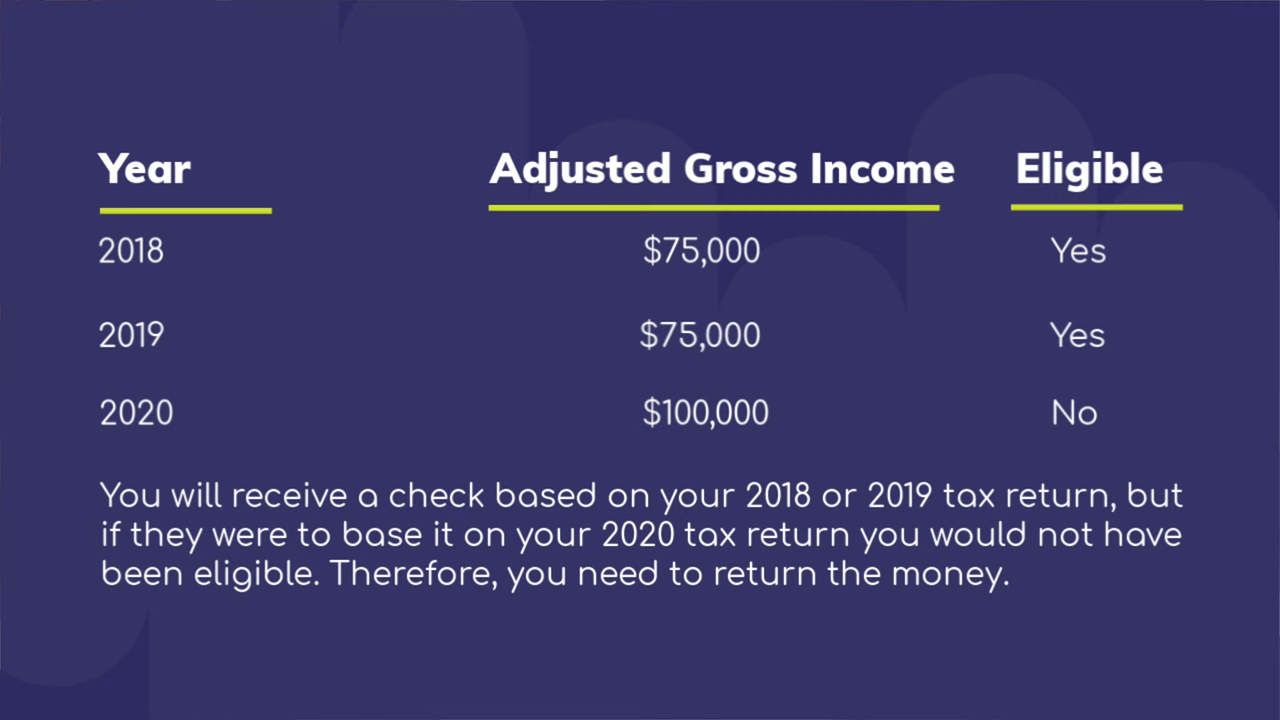 Year Adjusted Gross Income Eligible
2018 $75,000 Yes
2019 $75,000 Yes
2020 $100,000 No
You will receive a check based on your 2018 or 2019 tax return, but
if they were to base it on your 2020 tax return you would not have
been eligible. Therefore, you need to return the money.